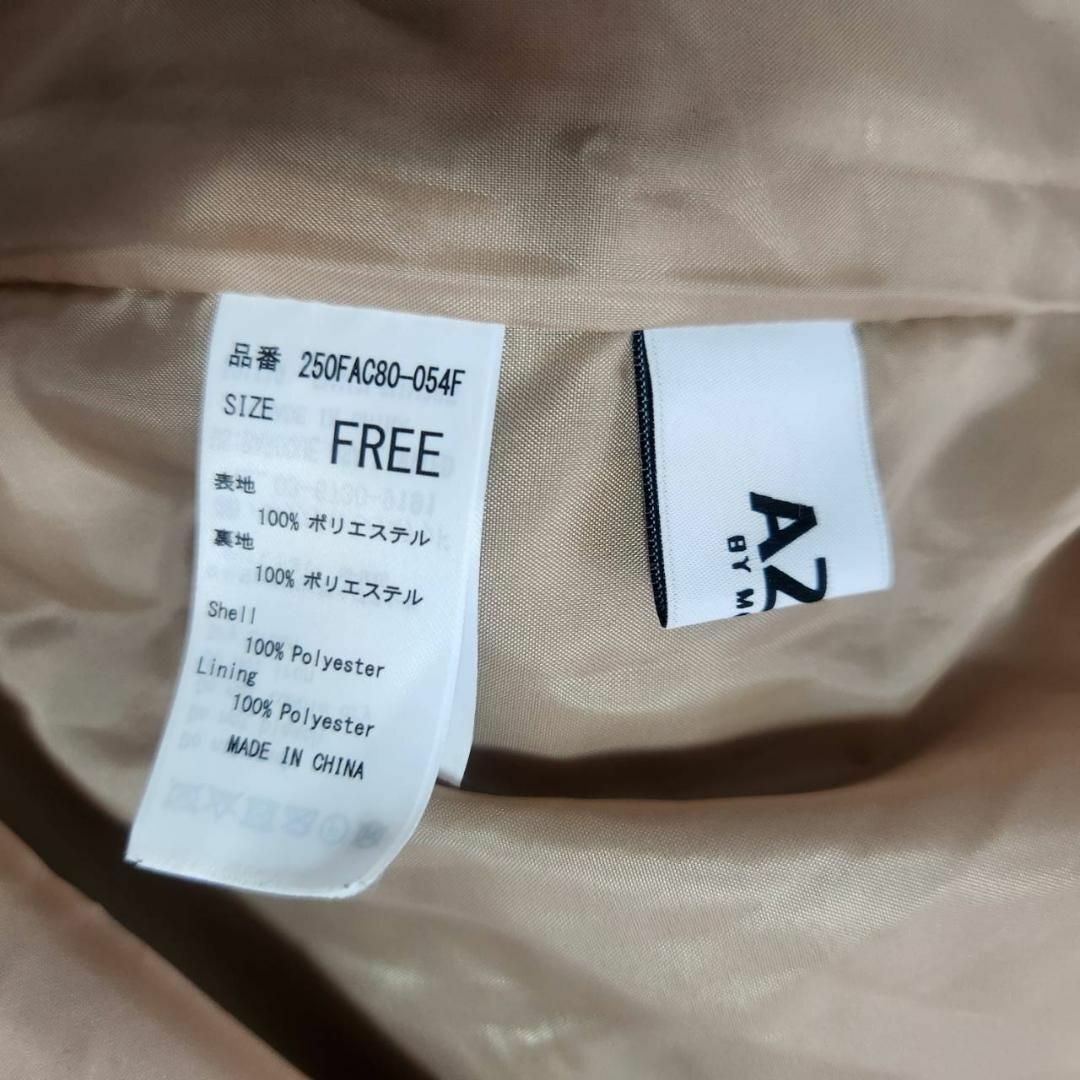 品番 250FAC80-054F
SIZE
FREE
表地
100% ポリエステル
裏地
100% ポリエステル
Shell
100% Polyester
Lining
100% Polyester
MADE IN CHINA
AZ
BY MO